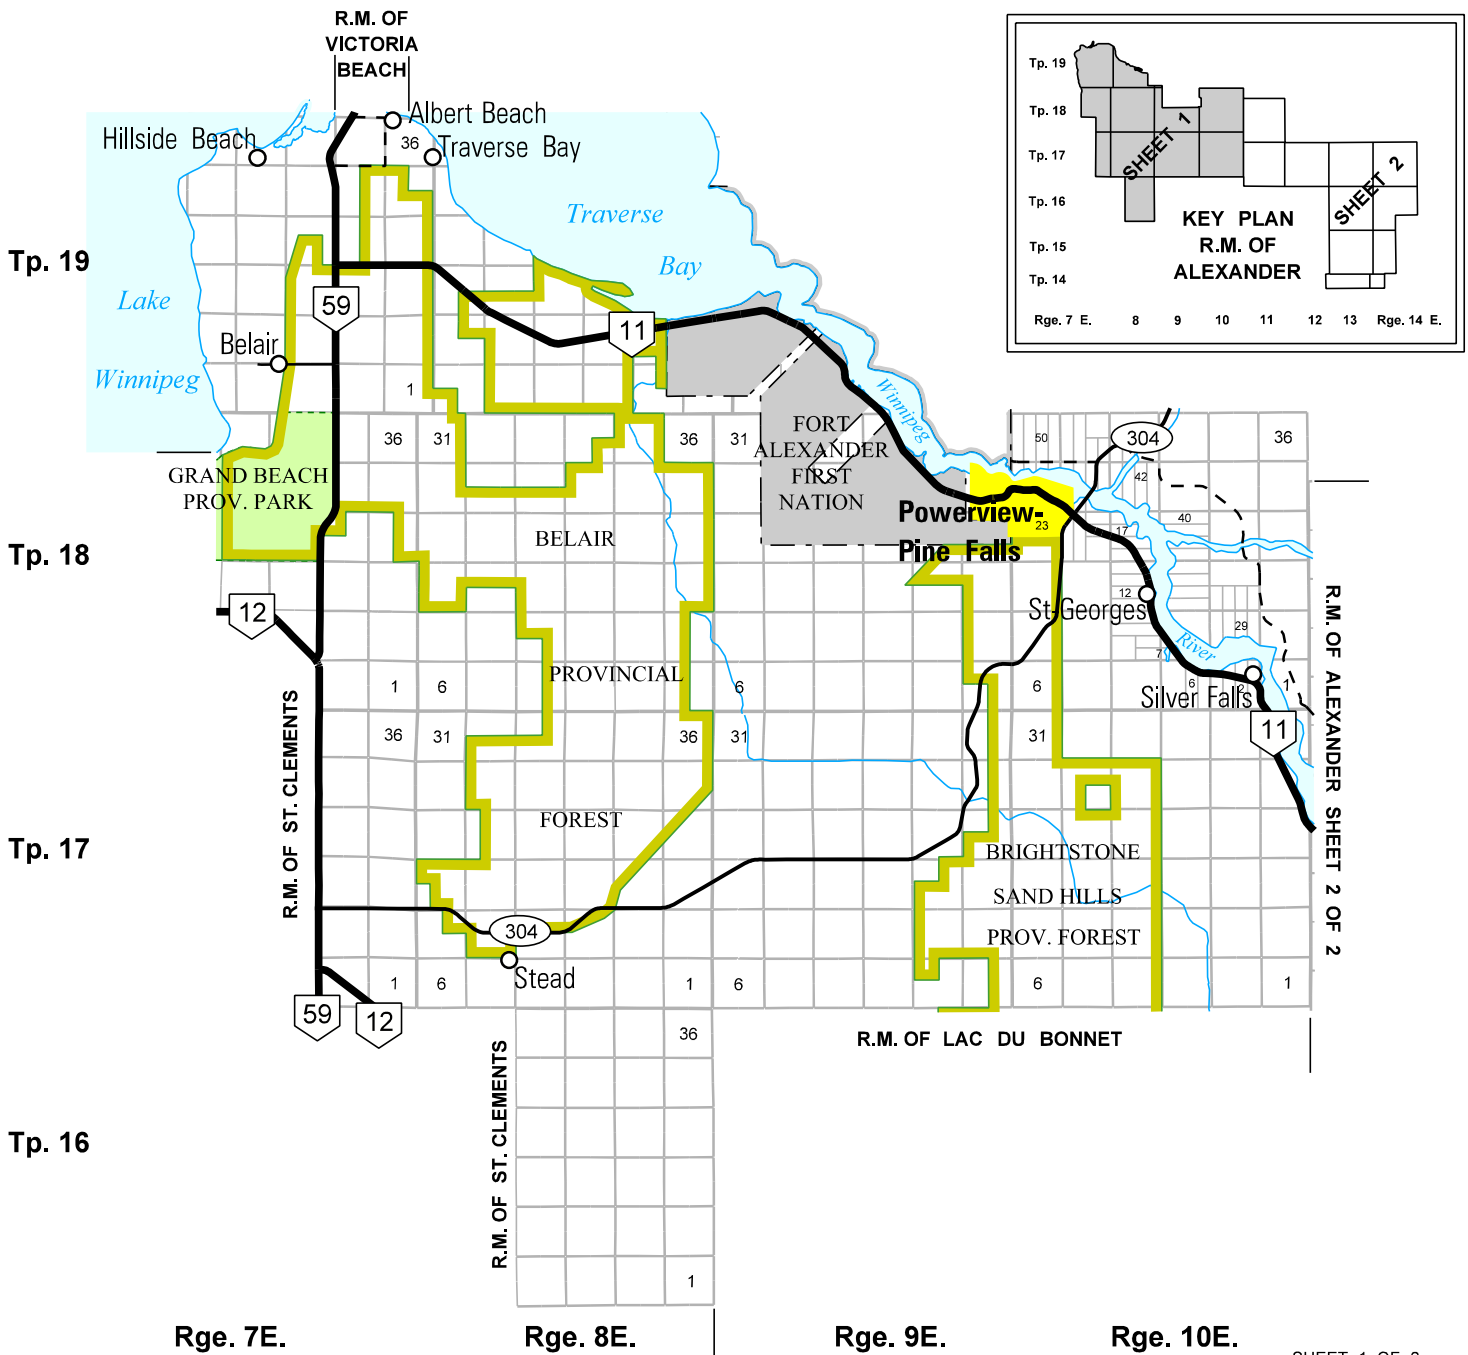 R.M. OF
VICTORIA
BEACH
Albert Beach
Hillside Beach
36
Traverse Bay
Traverse
Bay
Tp. 19
Lake
Winnipeg
59
11
Belair
1
Winnipeg
36 31 36 31
FORT
ALEXANDER
FIRST
NATION
50
304
36
42
GRAND BEACH
PROV. PARK
Powerview-
Pine Falls
23
17
40
BELAIR
Tp. 18
12
12
St-Georges
29
7
River
PROVINCIAL
1 6 6 6
6
2
1
Silver Falls
36 31 36 31 31
11
R.M. OF ST. CLEMENTS
R.M. OF ALEXANDER SHEET 2 OF 2
FOREST
Tp. 17
BRIGHTSTONE
SAND HILLS
PROV. FOREST
304
Stead
1 6 1 6 6 1
59
12
36
R.M. OF LAC DU BONNET
R.M. OF ST. CLEMENTS
Tp. 16
1
Rge. 7E. Rge. 8E. Rge. 9E. Rge. 10E.
Tp. 19
Tp. 18
Tp. 17
Tp. 16
Tp. 15
Tp. 14
SHEET 1
SHEET 2
KEY PLAN
R.M. OF
ALEXANDER
Rge. 7 E. 8 9 10 11 12 13 Rge. 14 E.